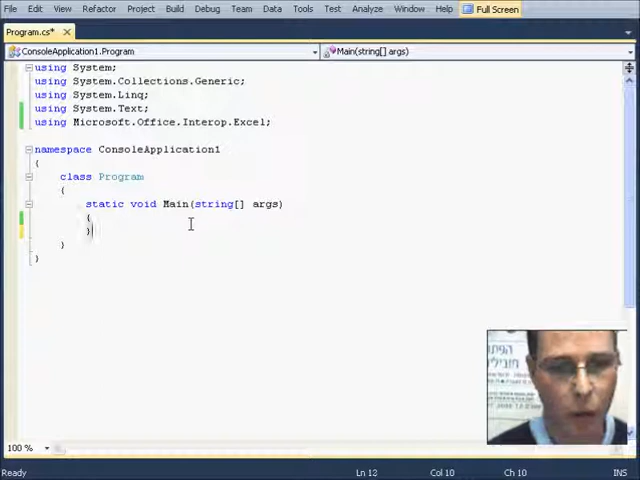 File Edit View Refactor Project Build Debug Team Data Tools Test Analyze Window Help Full Screen
Program.cs*
ConsoleApplication1.Program Main(string[] args)
using System;
using System.Collections.Generic;
using System.Linq;
using System.Text;
using Microsoft.Office.Interop.Excel;
namespace ConsoleApplication1
{
class Program
{
static void Main(string[] args)
{
}
}
}
הפתו
מובילי
100 %
Ready Ln 12 Col 10 Ch 10 INS